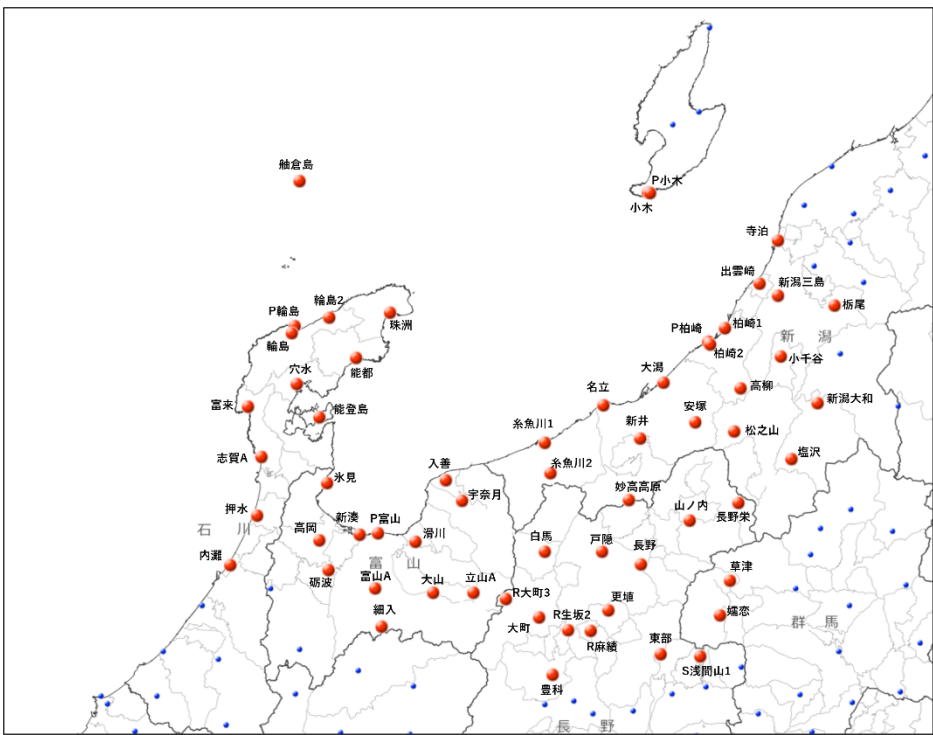 舳倉島
P小木
小木
寺泊
出雲崎
新潟三島
栃尾
P輪島
輪島2
輪島
珠洲
P柏崎
柏崎1
新 潟
柏崎2
小千谷
穴水
能都
大潟
高柳
名立
新潟大和
富来
能登島
安塚
糸魚川1
新井
松之山
志賀A
入善
糸魚川2
塩沢
氷見
宇奈月
妙高高原
山ノ内
長野栄
押水
新湊
P富山
石 川
高岡
滑川
白馬
戸隠
長野
内灘
富 山
砺波
富山A
大山
立山A
R大町3
草津
細入
大町
R生坂2
更埴
嬬恋
群 馬
R麻績
東部
S浅間山1
豊科
長 野